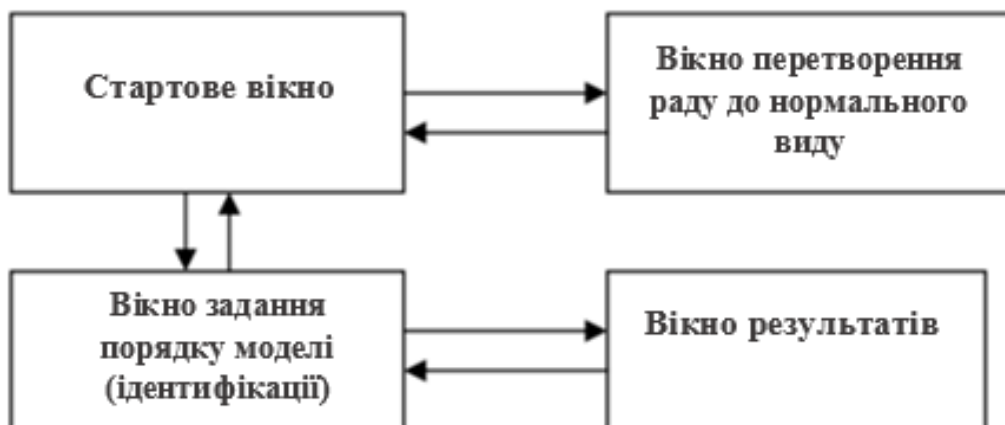 Стартове вікно
Вікно перетворення
раду до нормального
виду
Вікно задання
порядку моделі
(ідентифікації)
Вікно результатів